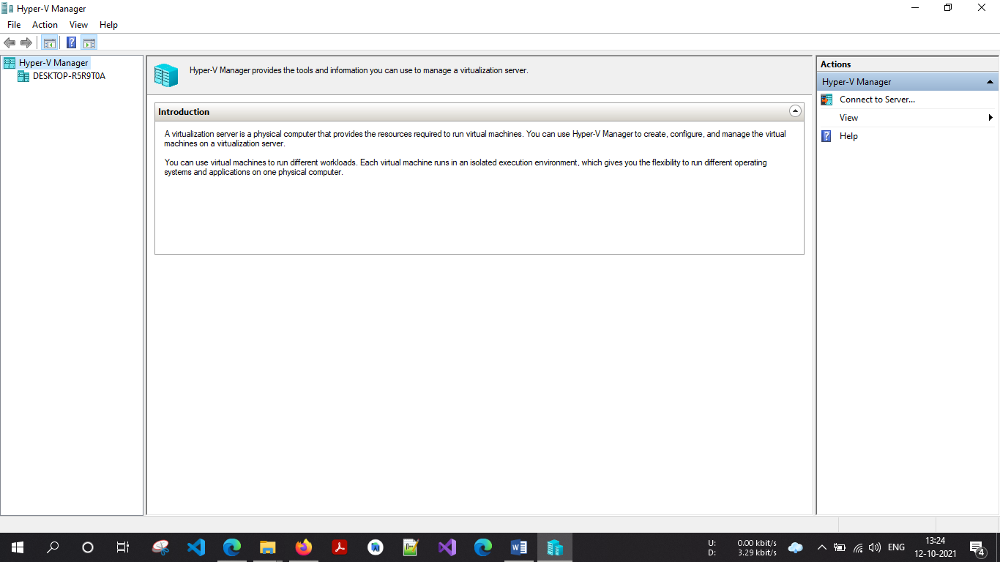 Hyper-V Manager
File Action View Help
Hyper-V Manager
DESKTOP-R5R9T0A
Hyper-V Manager provides the tools and information you can use to manage a virtualization server.
Introduction
A virtualization server is a physical computer that provides the resources required to run virtual machines. You can use Hyper-V Manager to create, configure, and manage the virtual
machines on a virtualization server.
You can use virtual machines to run different workloads. Each virtual machine runs in an isolated execution environment, which gives you the flexibility to run different operating
systems and applications on one physical computer.
Actions
Hyper-V Manager
Connect to Server...
View
Help
U: 0.00 kbit/s
D: 3.29 kbit/s
ENG
13:24
12-10-2021
4